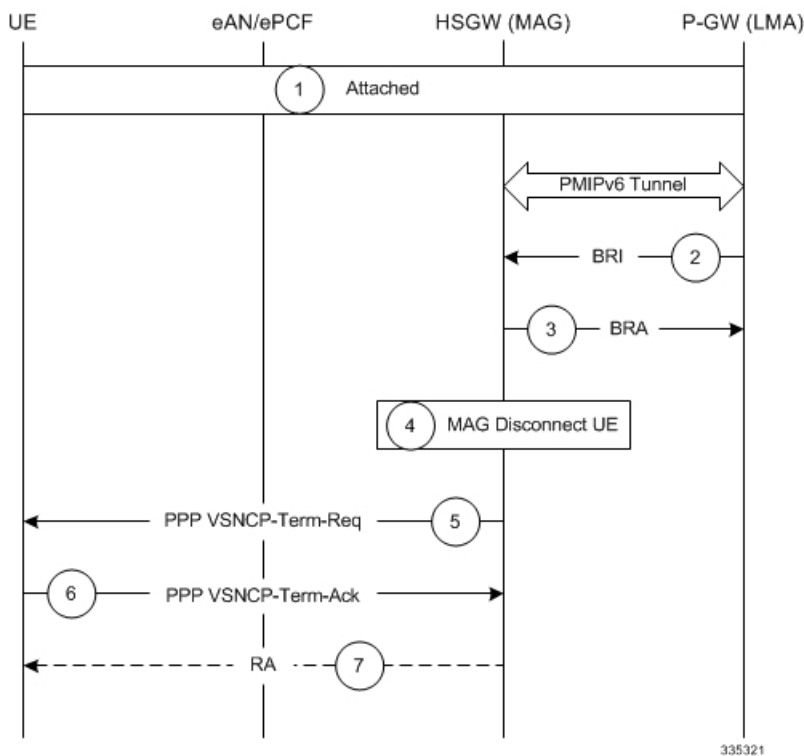 UE eAN/ePCF HSGW (MAG) P-GW (LMA)
1 Attached
PMIPv6 Tunnel
BRI 2
3 BRA
4 MAG Disconnect UE
PPP VSNCP-Term-Req 5
6 PPP VSNCP-Term-Ack
RA 7
335321